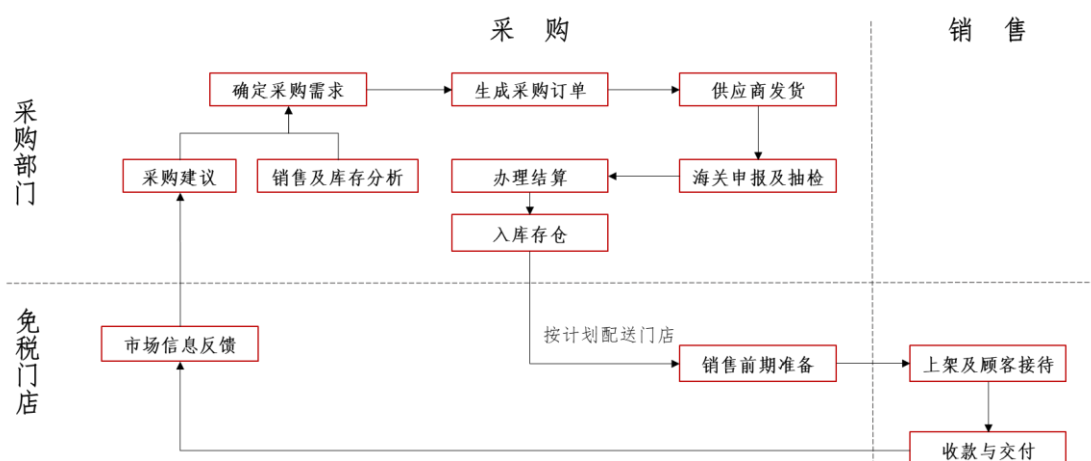 采 购
销 售
采购部门
确定采购需求
生成采购订单
供应商发货
采购建议
销售及库存分析
办理结算
海关申报及抽检
入库存仓
免税门店
市场信息反馈
按计划配送门店
销售前期准备
上架及顾客接待
收款与交付